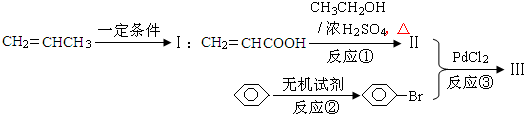 CH₂=CHCH₃ 一定条件 I：CH₂=CHCOOH CH₃CH₂OH / 浓H₂SO₄，△ 反应① II
无机试剂 反应② Br
PdCl₂ 反应③ III